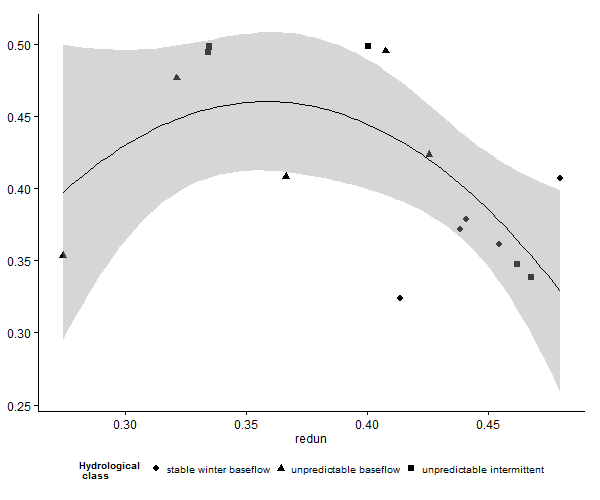 0.50
0.45
0.40
0.35
0.30
0.25
0.30 0.35 0.40 0.45
redun
Hydrological
class
stable winter baseflow unpredictable baseflow unpredictable intermittent